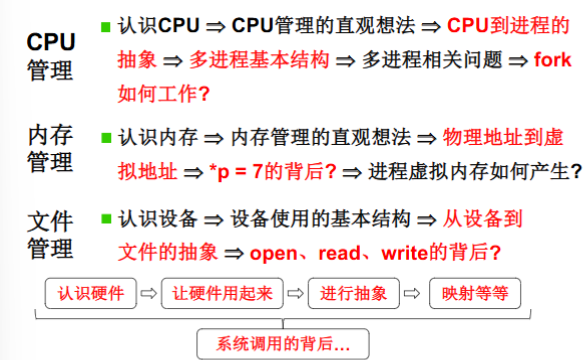 CPU
管理
认识CPU ⇒ CPU管理的直观想法 ⇒ CPU到进程的
抽象 ⇒ 多进程基本结构 ⇒ 多进程相关问题 ⇒ fork
如何工作?
内存
管理
认识内存 ⇒ 内存管理的直观想法 ⇒ 物理地址到虚
拟地址 ⇒ *p = 7的背后? ⇒ 进程虚拟内存如何产生?
文件
管理
认识设备 ⇒ 设备使用的基本结构 ⇒ 从设备到
文件的抽象 ⇒ open、read、write的背后?
认识硬件 ⇨ 让硬件用起来 ⇨ 进行抽象 ⇨ 映射等等
系统调用的背后…